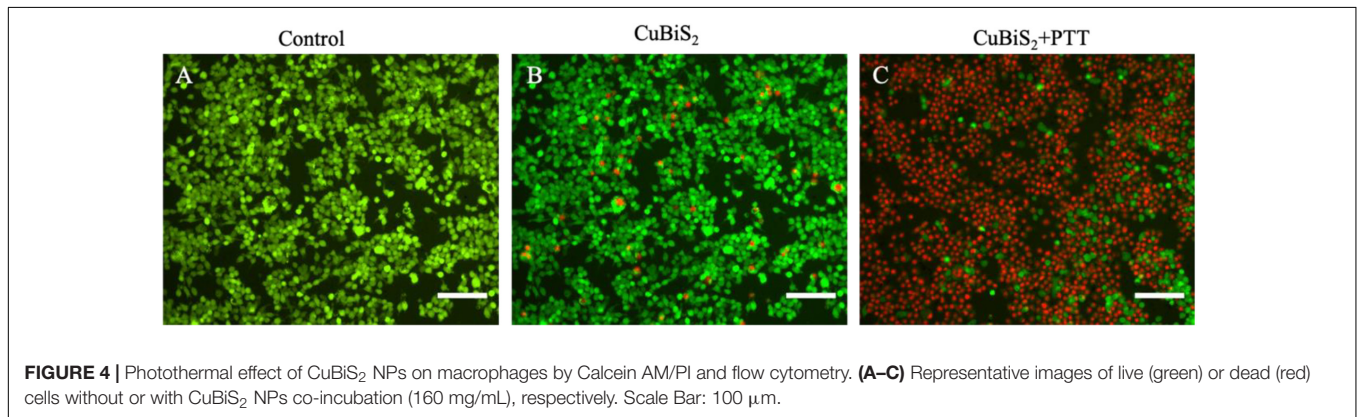 Control
CuBiS₂
CuBiS₂+PTT
A
B
C
FIGURE 4 | Photothermal effect of CuBiS₂ NPs on macrophages by Calcein AM/PI and flow cytometry. (A–C) Representative images of live (green) or dead (red)
cells without or with CuBiS₂ NPs co-incubation (160 mg/mL), respectively. Scale Bar: 100 μm.